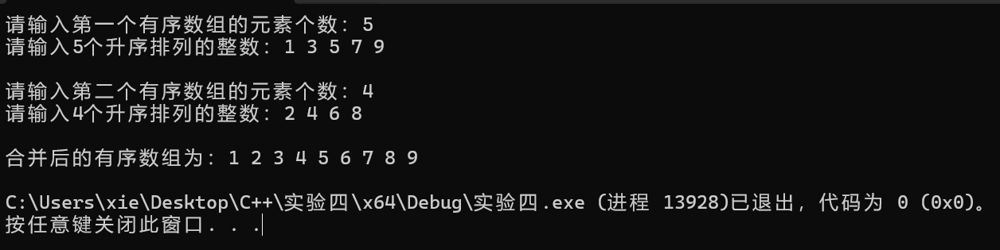 请输入第一个有序数组的元素个数: 5
请输入5个升序排列的整数: 1 3 5 7 9
请输入第二个有序数组的元素个数: 4
请输入4个升序排列的整数: 2 4 6 8
合并后的有序数组为: 1 2 3 4 5 6 7 8 9
C:\Users\xie\Desktop\C++\实验四\x64\Debug\实验四.exe (进程 13928)已退出，代码为 0 (0x0)。
按任意键关闭此窗口. . .